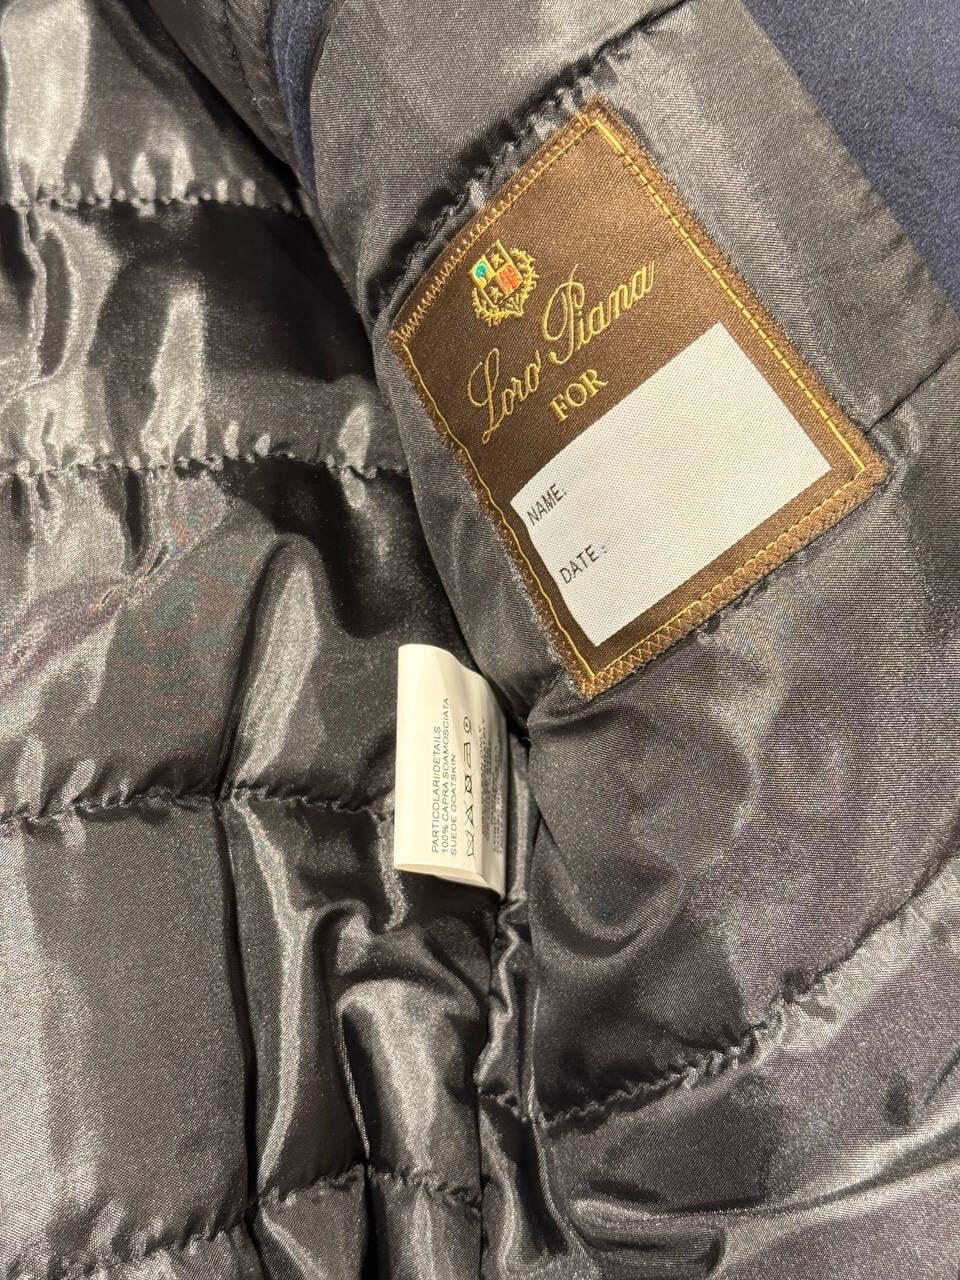 Loro Piana
FOR
NAME:
DATE:
PARTICOLARI/DETAILS
100% CAPRA SCAMOSCIATA
SUEDE GOATSKIN